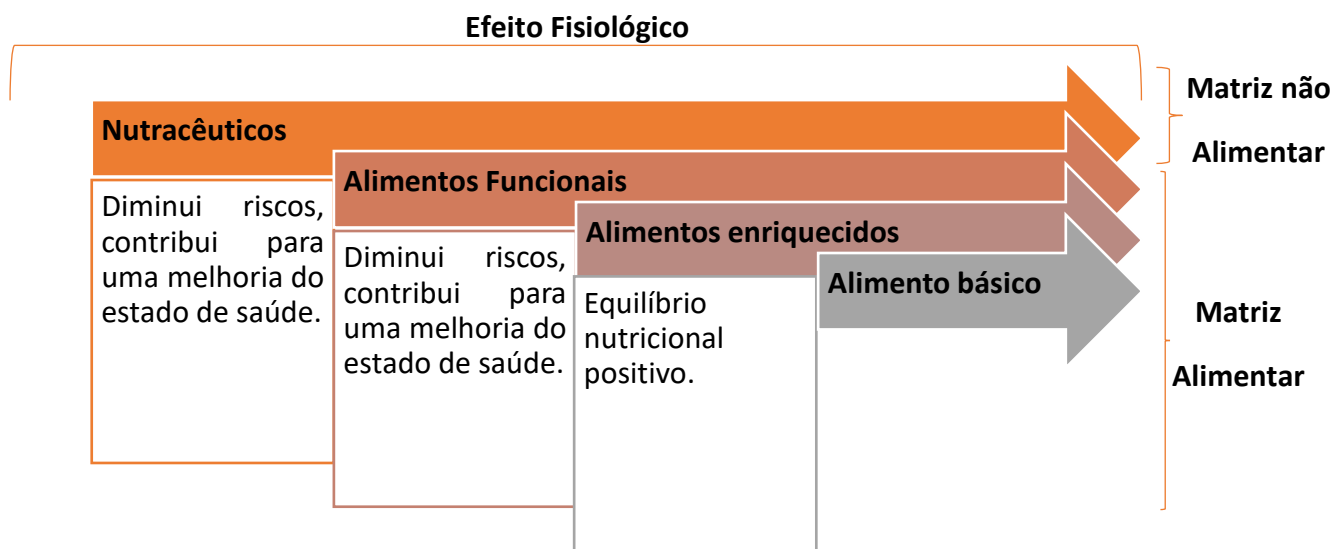 Efeito Fisiológico
Matriz não
Alimentar
Nutracêuticos
Diminui riscos,
contribui para
uma melhoria do
estado de saúde.
Alimentos Funcionais
Diminui riscos,
contribui para
uma melhoria do
estado de saúde.
Alimentos enriquecidos
Equilíbrio
nutricional
positivo.
Alimento básico
Matriz
Alimentar